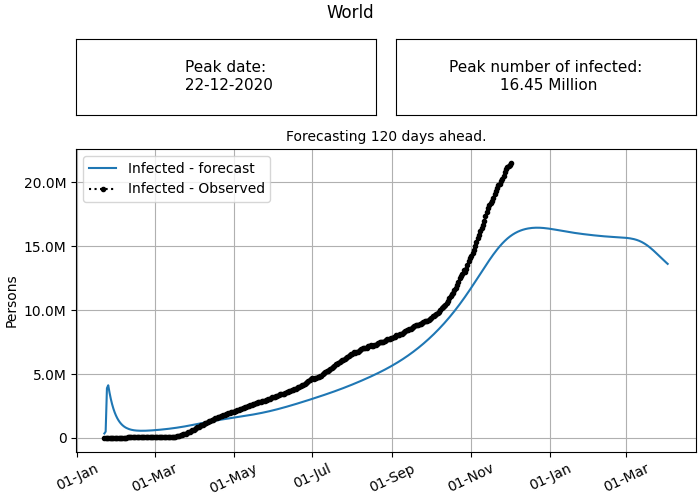 World
Peak date:
22-12-2020
Peak number of infected:
16.45 Million
Forecasting 120 days ahead.
Infected - forecast
Infected - Observed
Persons
20.0M
15.0M
10.0M
5.0M
0
01-Jan
01-Mar
01-May
01-Jul
01-Sep
01-Nov
01-Jan
01-Mar